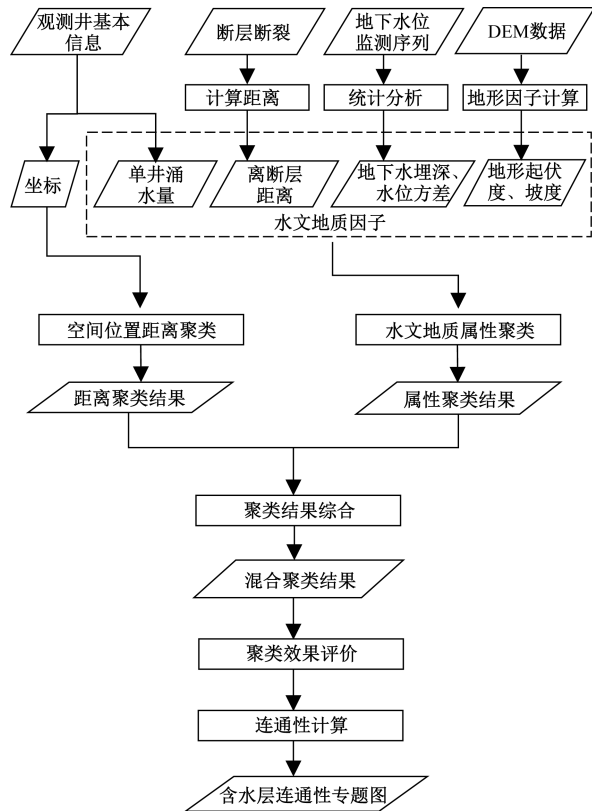 观测井基本
信息
断层断裂
地下水位
监测序列
DEM数据
计算距离
统计分析
地形因子计算
坐标
单井涌
水量
离断层
距离
地下水埋深、
水位方差
地形起伏
度、坡度
水文地质因子
空间位置距离聚类
水文地质属性聚类
距离聚类结果
属性聚类结果
聚类结果综合
混合聚类结果
聚类效果评价
连通性计算
含水层连通性专题图